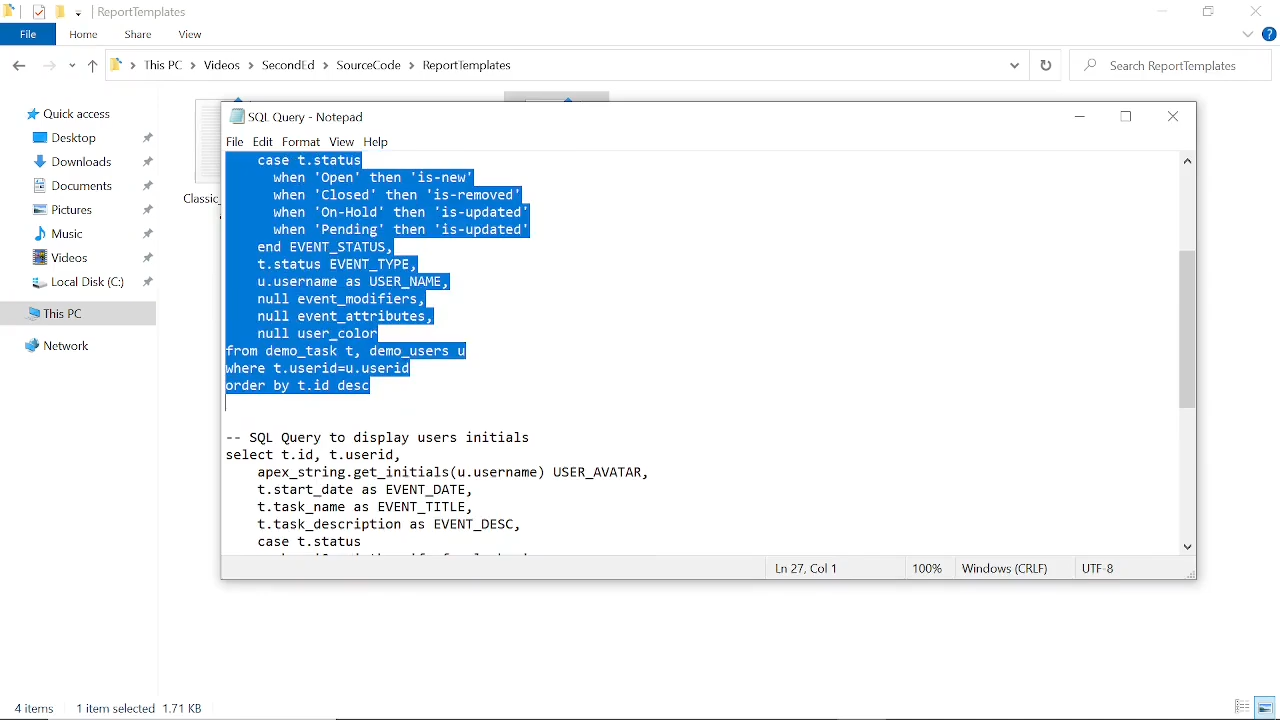 ReportTemplates
File
Home
Share
View
This PC
Videos
SecondEd
SourceCode
ReportTemplates
Search ReportTemplates
Quick access
Desktop
Downloads
Documents
Pictures
Music
Videos
Local Disk (C:)
This PC
Network
Classic_
SQL Query - Notepad
File Edit Format View Help
case t.status
when 'Open' then 'is-new'
when 'Closed' then 'is-removed'
when 'On-Hold' then 'is-updated'
when 'Pending' then 'is-updated'
end EVENT_STATUS,
t.status EVENT_TYPE,
u.username as USER_NAME,
null event_modifiers,
null event_attributes,
null user_color
from demo_task t, demo_users u
where t.userid=u.userid
order by t.id desc
-- SQL Query to display users initials
select t.id, t.userid,
apex_string.get_initials(u.username) USER_AVATAR,
t.start_date as EVENT_DATE,
t.task_name as EVENT_TITLE,
t.task_description as EVENT_DESC,
case t.status
Ln 27, Col 1
100%
Windows (CRLF)
UTF-8
4 items
1 item selected 1.71 KB